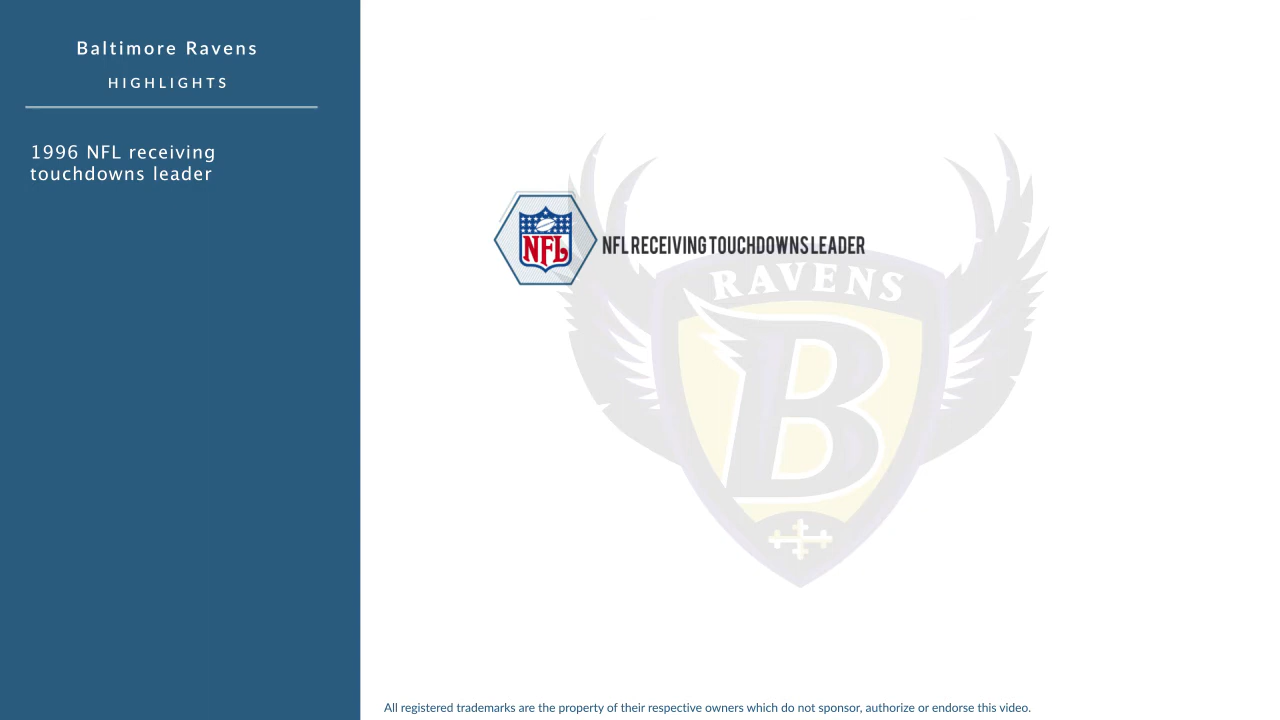 Baltimore Ravens
HIGHLIGHTS
1996 NFL receiving
touchdowns leader
NFL
NFL RECEIVING TOUCHDOWNS LEADER
RAVENS
B
All registered trademarks are the property of their respective owners which do not sponsor, authorize or endorse this video.